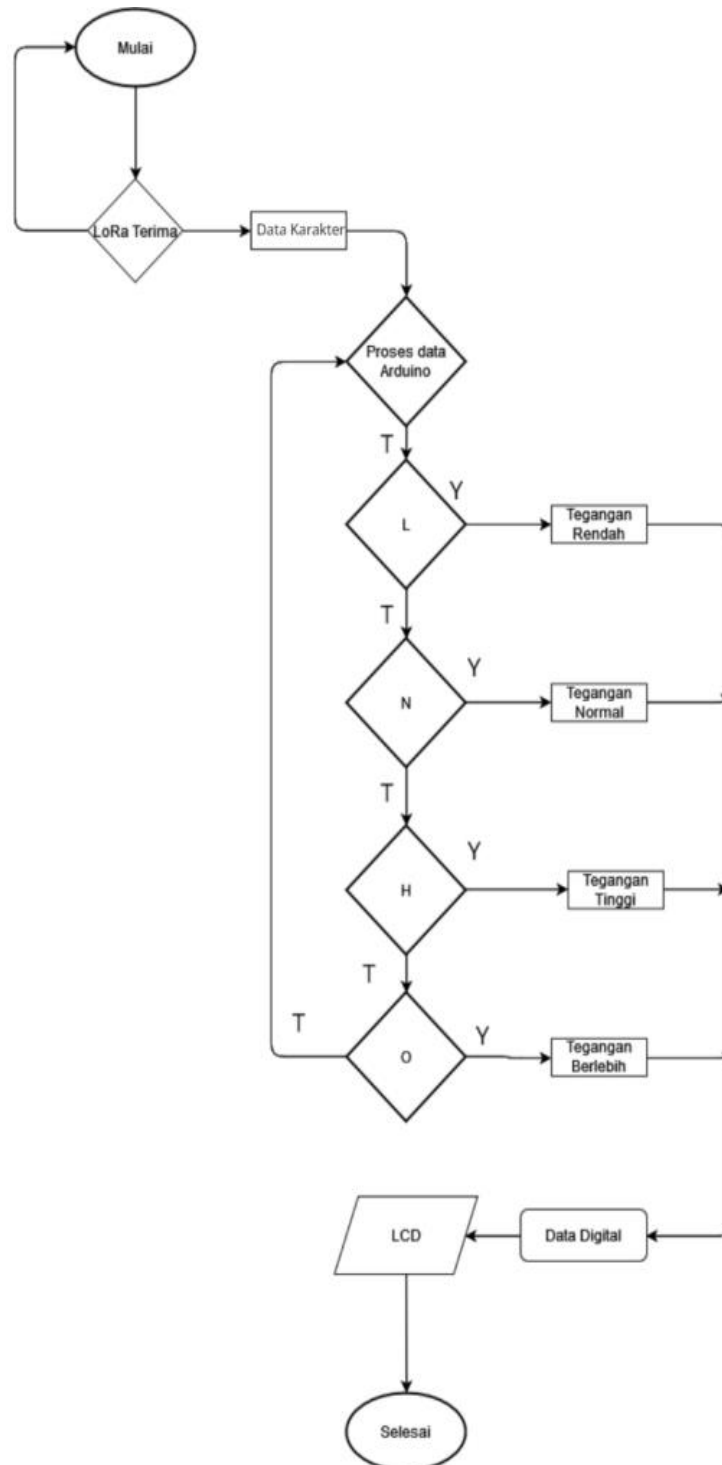 Mulai
LoRa Terima
Data Karakter
Proses data
Arduino
T
Y
L
Tegangan
Rendah
T
Y
N
Tegangan
Normal
T
Y
H
Tegangan
Tinggi
T
T
Y
O
Tegangan
Berlebih
LCD
Data Digital
Selesai